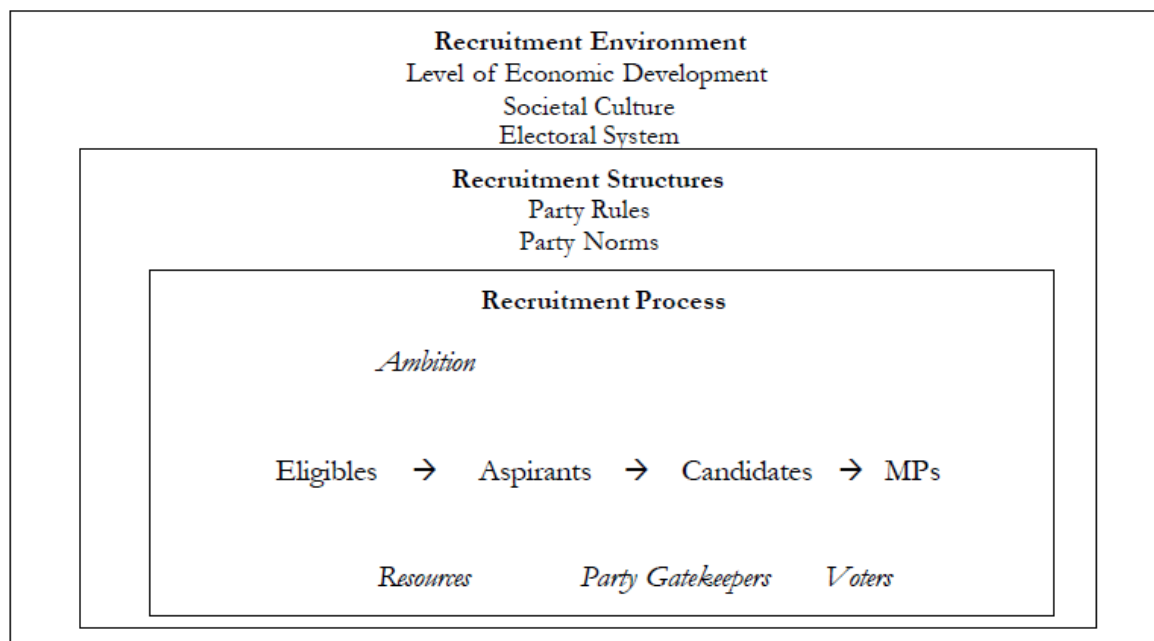 Recruitment Environment
Level of Economic Development
Societal Culture
Electoral System
Recruitment Structures
Party Rules
Party Norms
Recruitment Process
Ambition
Eligibles → Aspirants → Candidates → MPs
Resources Party Gatekeepers Voters